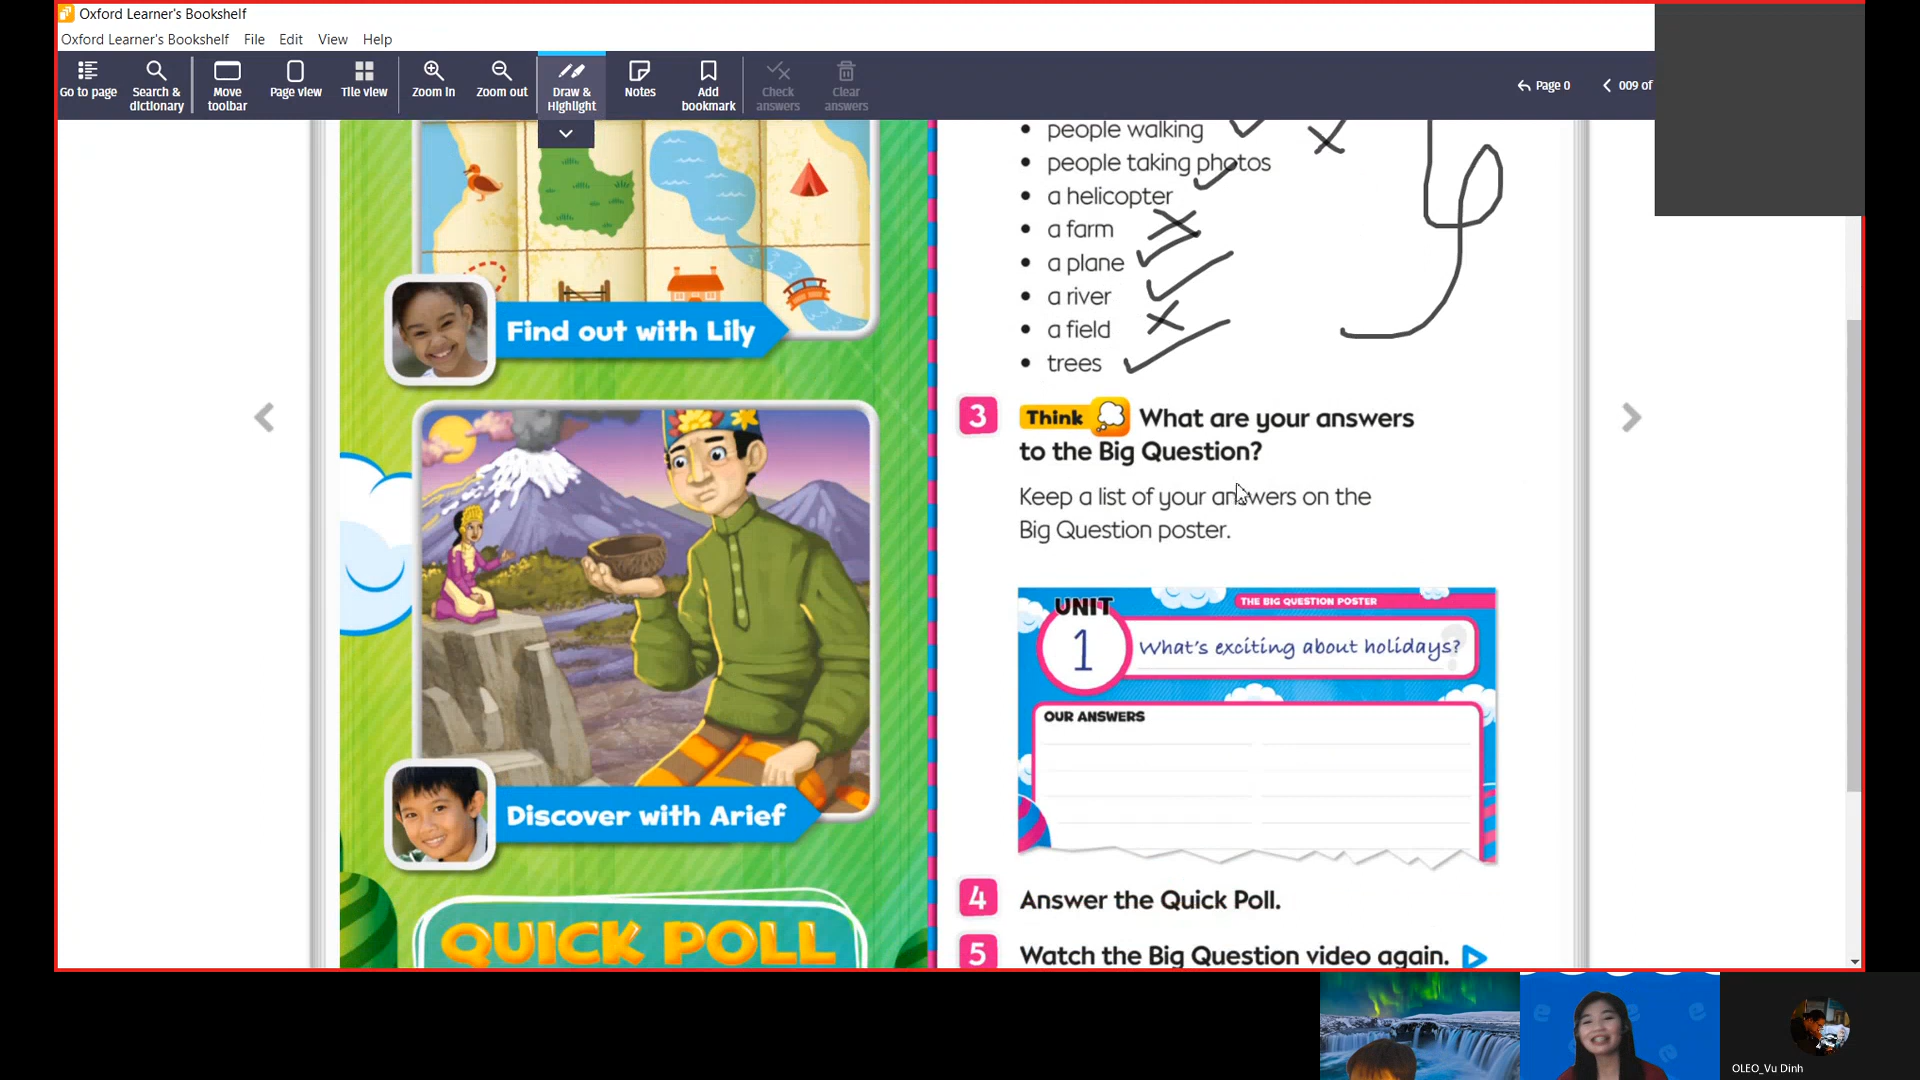 Oxford Learner's Bookshelf
Oxford Learner's Bookshelf File Edit View Help
Go to page
Search & dictionary
Move toolbar
Page view
Tile view
Zoom in
Zoom out
Draw & Highlight
Notes
Add bookmark
Check answers
Clear answers
Page 0
009 of
Find out with Lily
Discover with Arief
QUICK POLL
• people walking
• people taking photos
• a helicopter
• a farm
• a plane
• a river
• a field
• trees
3 Think What are your answers
to the Big Question?
Keep a list of your answers on the
Big Question poster.
THE BIG QUESTION POSTER
UNIT
1
What's exciting about holidays?
OUR ANSWERS
4 Answer the Quick Poll.
5 Watch the Big Question video again.
OLEO_Vu Dinh